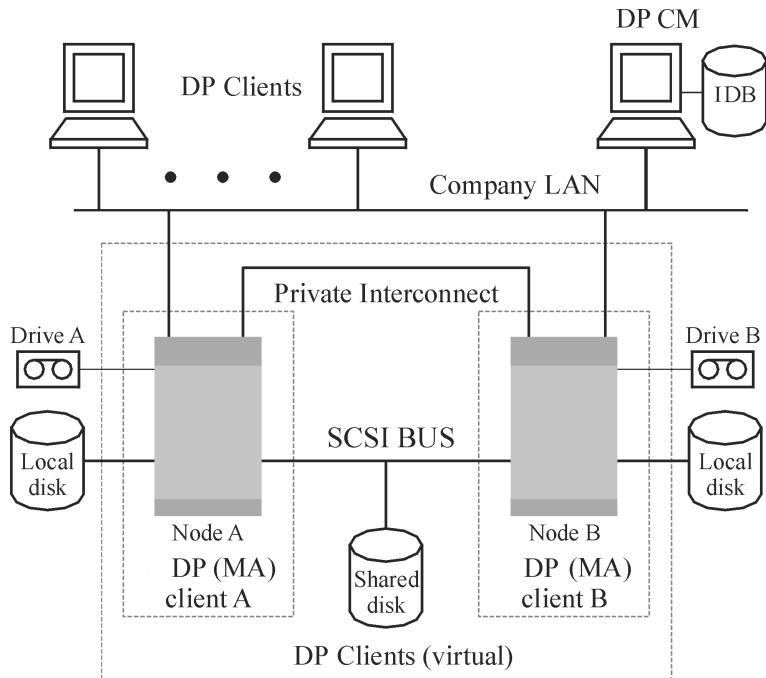 DP CM
DP Clients
IDB
Company LAN
Private Interconnect
Drive A
Drive B
SCSI BUS
Local
disk
Local
disk
Node A
Node B
DP (MA)
client A
Shared
disk
DP (MA)
client B
DP Clients (virtual)